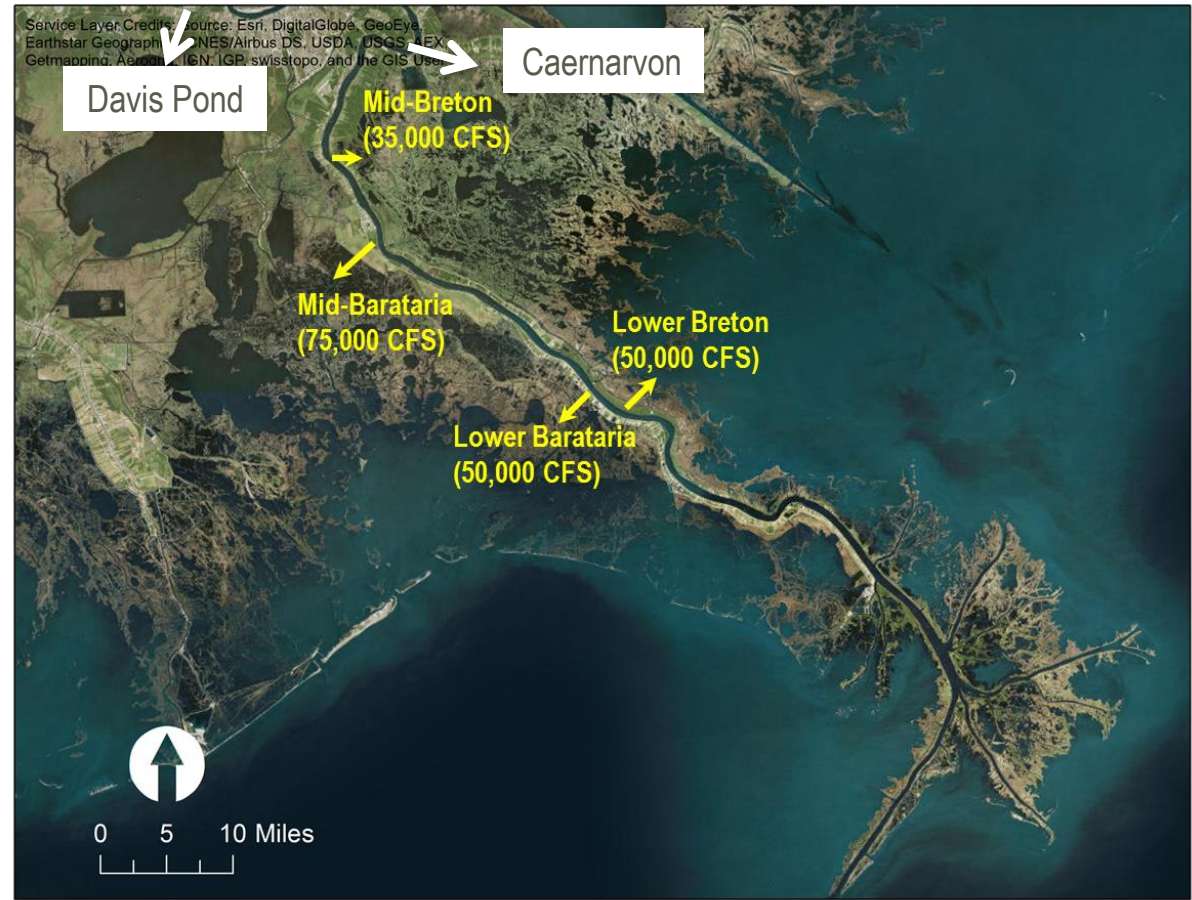 Service Layer Credits: Source: Esri, DigitalGlobe, GeoEye,
Earthstar Geographics, CNES/Airbus DS, USDA, USGS, AEX,
Getmapping, Aerogrid, IGN, IGP, swisstopo, and the GIS User
Caernarvon
Davis Pond
Mid-Breton
(35,000 CFS)
Mid-Barataria
(75,000 CFS)
Lower Breton
(50,000 CFS)
Lower Barataria
(50,000 CFS)
0 5 10 Miles